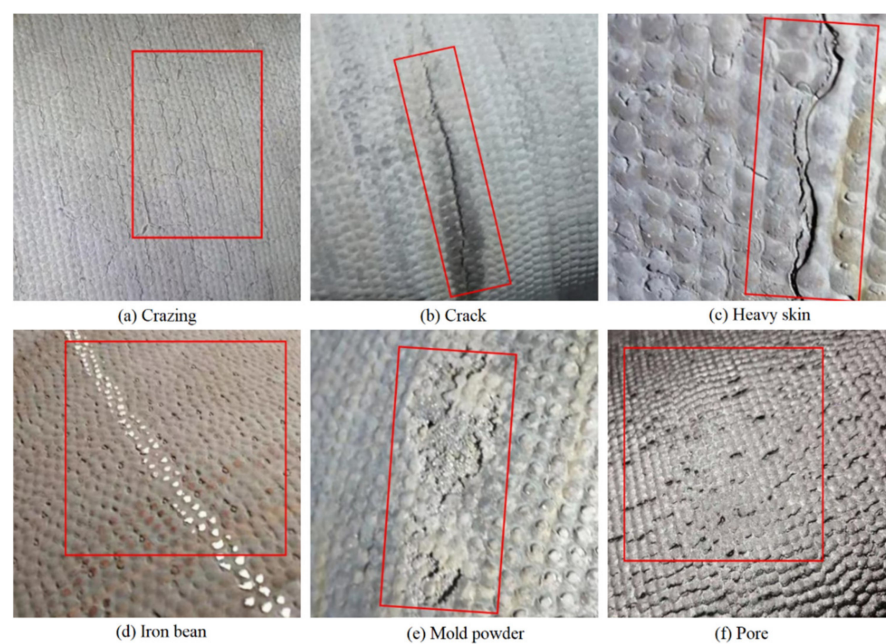 (a) Crazing
(b) Crack
(c) Heavy skin
(d) Iron bean
(e) Mold powder
(f) Pore